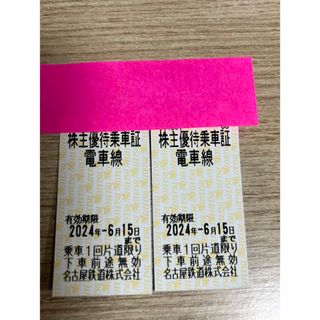 株主優待乗車証
電車線
有効期限
2024年-6月15日
まで
乗車1回片道限り
下車前途無効
名古屋鉄道株式会社
株主優待乗車証
電車線
有効期限
2024年-6月15日
まで
乗車1回片道限り
下車前途無効
名古屋鉄道株式会社